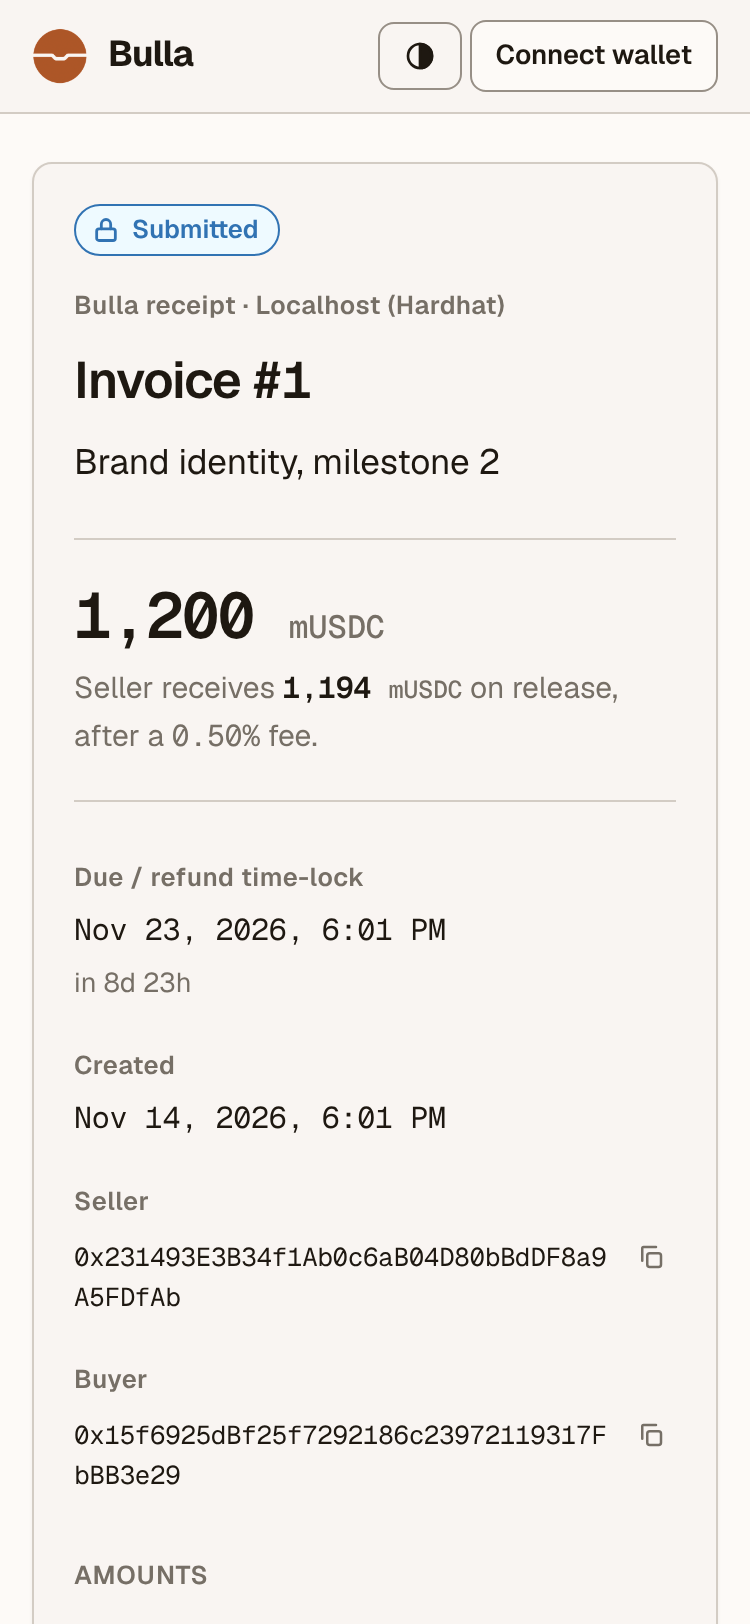 Bulla
Connect wallet
Submitted
Bulla receipt · Localhost (Hardhat)
Invoice #1
Brand identity, milestone 2
1,200 mUSDC
Seller receives 1,194 mUSDC on release,
after a 0.50% fee.
Due / refund time-lock
Nov 23, 2026, 6:01 PM
in 8d 23h
Created
Nov 14, 2026, 6:01 PM
Seller
0x231493E3B34f1Ab0c6aB04D80bBdDF8a9
A5FDfAb
Buyer
0x15f6925dBf25f7292186c23972119317F
bBB3e29
AMOUNTS